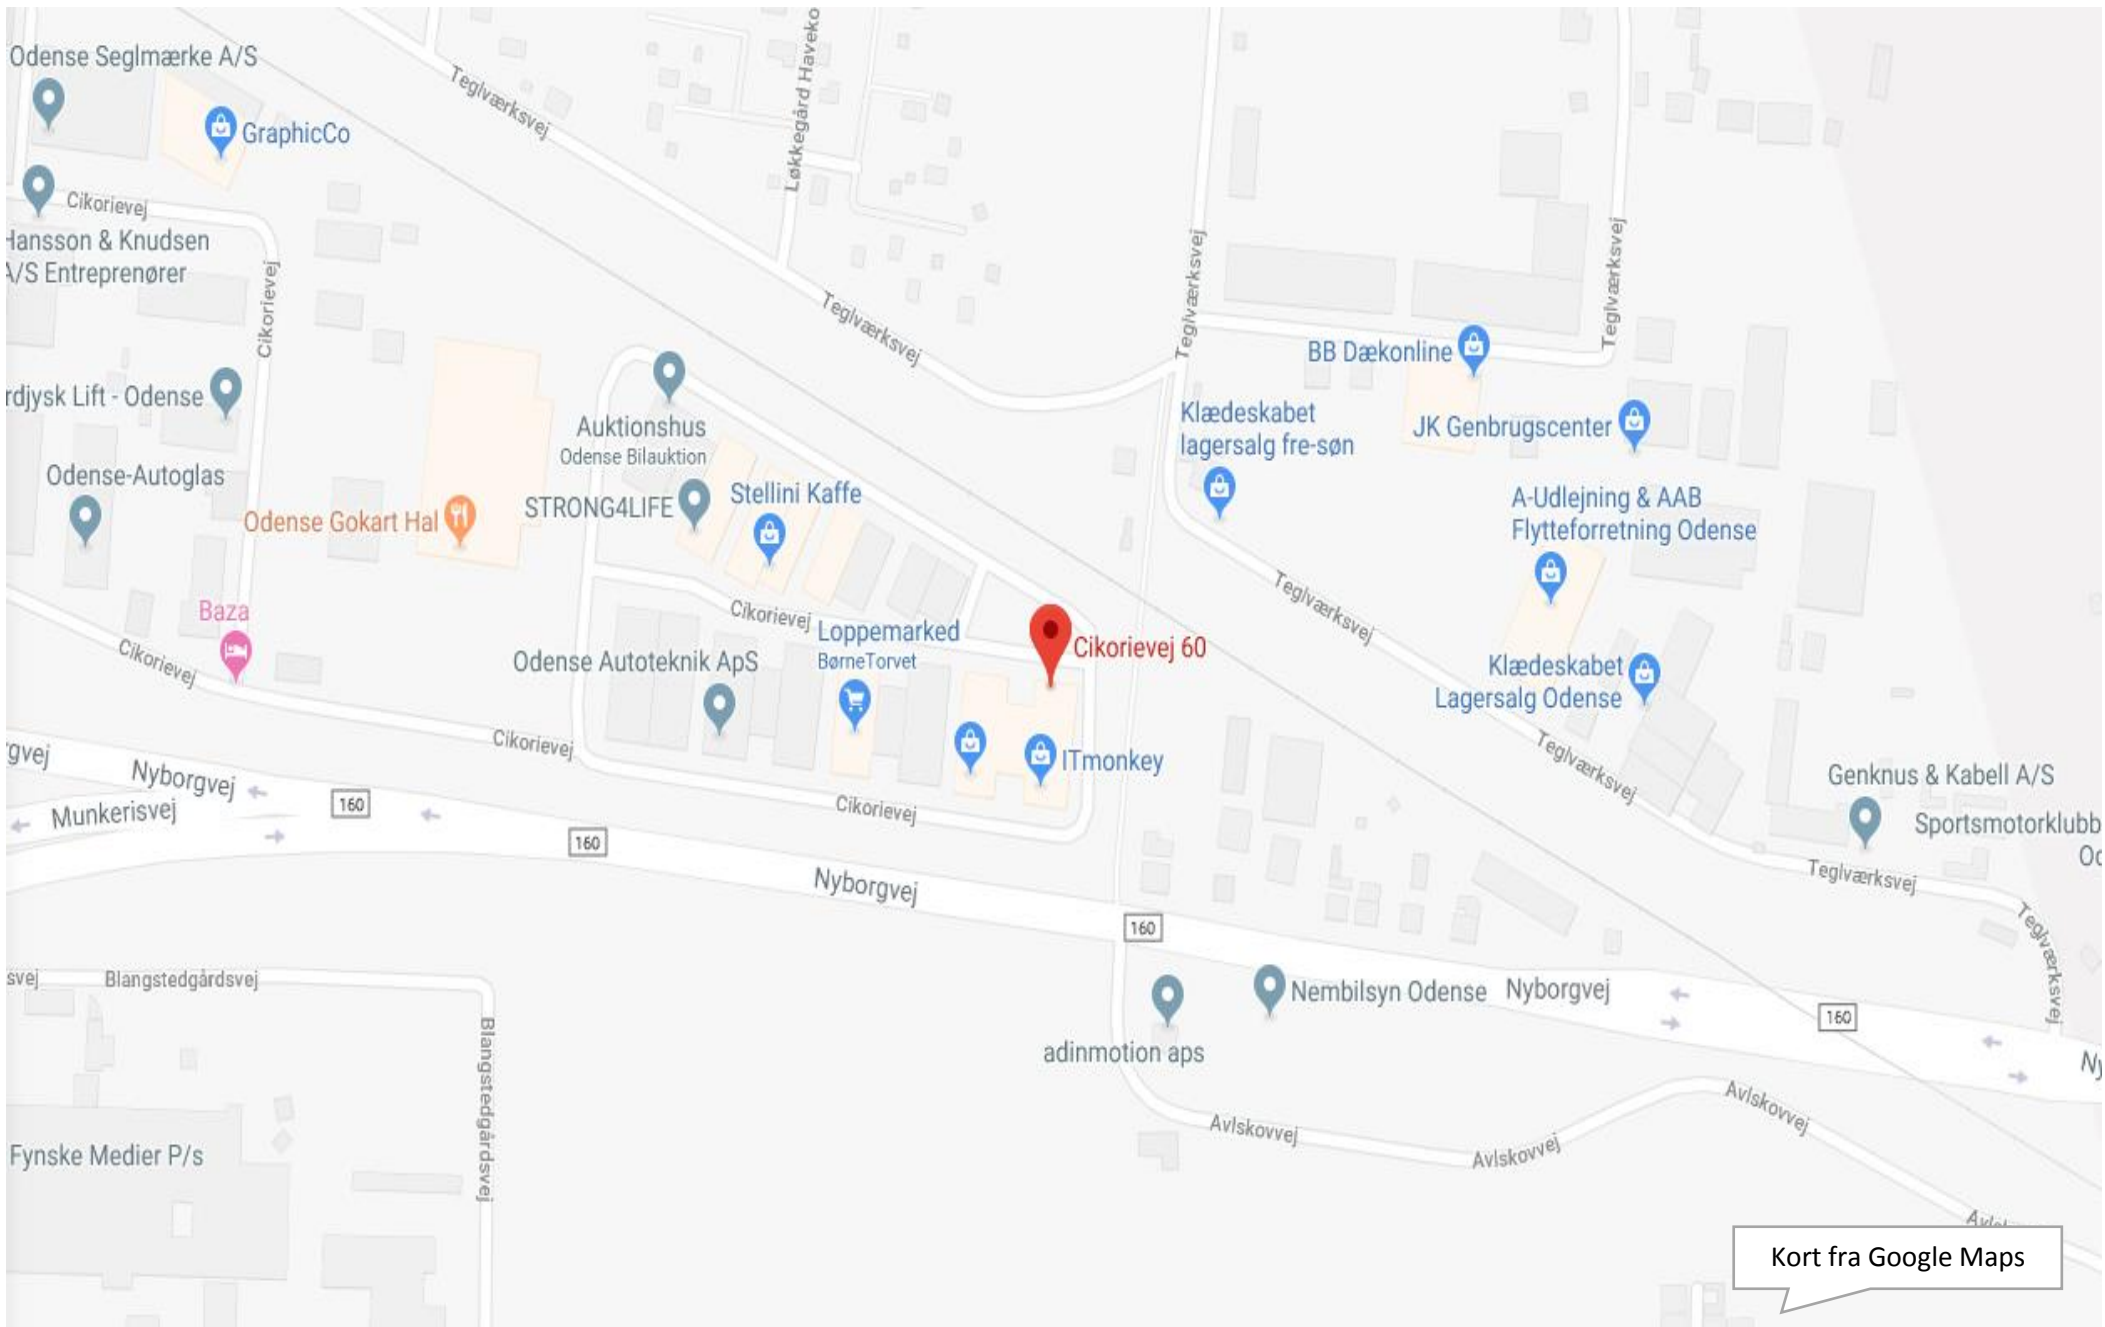 Odense Seglmærke A/S
GraphicCo
Teglværksvej
Løkkegård Haveko
Cikorievej
Hansson & Knudsen
A/S Entreprenører
Cikorievej
Teglværksvej
Teglværksvej
Teglværksvej
BB Dækonline
rdjysk Lift - Odense
Auktionshus
Odense Bilauktion
Klædeskabet
lagersalg fre-søn
JK Genbrugscenter
Odense-Autoglas
Odense Gokart Hal
STRONG4LIFE
Stellini Kaffe
A-Udlejning & AAB
Flytteforretning Odense
Baza
Cikorievej
Teglværksvej
Cikorievej
Loppemarked
BørneTorvet
Cikorievej 60
Odense Autoteknik ApS
Klædeskabet
Lagersalg Odense
Cikorievej
ITmonkey
Teglværksvej
rgvej
Nyborgvej
Munkerisvej
160
Cikorievej
160
Genknus & Kabell A/S
Sportsmotorklubb
Od
Nyborgvej
Teglværksvej
160
Teglværksvej
svej
Blangstedgårdsvej
Nembilsyn Odense
Nyborgvej
160
Blangstedgårdsvej
adinmotion aps
Ny
Avlskovvej
Avlskovvej
Avlskovvej
Fynske Medier P/s
Kort fra Google Maps